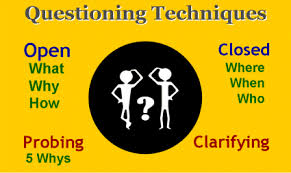 Questioning Techniques
Open
What
Why
How
Closed
Where
When
Who
?
Probing
5 Whys
Clarifying